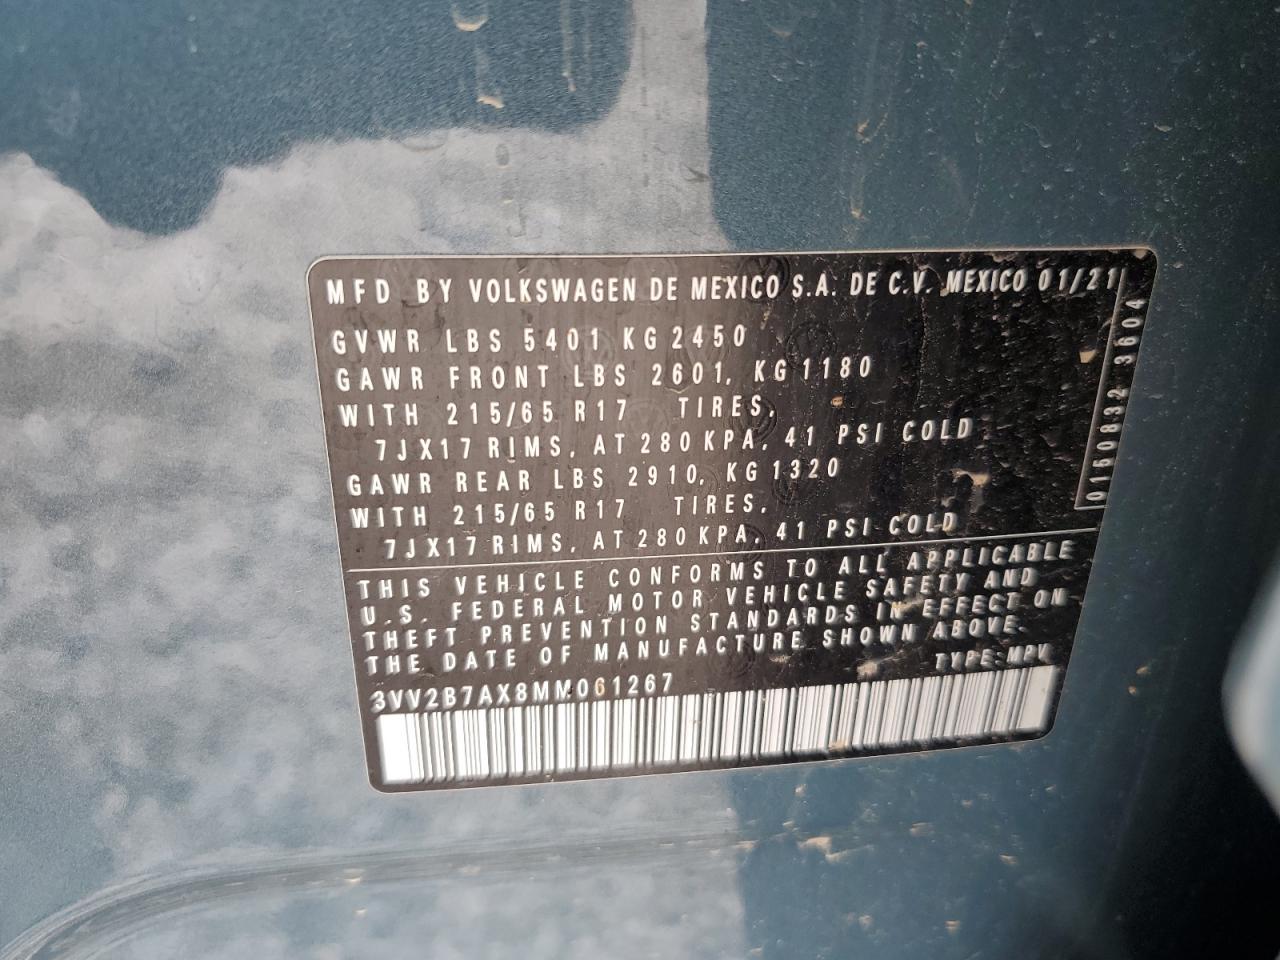 MFD BY VOLKSWAGEN DE MEXICO S.A. DE C.V. MEXICO 01/21
GVWR LBS 5401 KG 2450
GAWR FRONT LBS 2601, KG 1180
WITH 215/65 R17 TIRES,
7JX17 RIMS, AT 280 KPA, 41 PSI COLD
GAWR REAR LBS 2910, KG 1320
WITH 215/65 R17 TIRES,
7JX17 RIMS, AT 280 KPA, 41 PSI COLD
0150832 3604
THIS VEHICLE CONFORMS TO ALL APPLICABLE
U.S. FEDERAL MOTOR VEHICLE SAFETY AND
THEFT PREVENTION STANDARDS IN EFFECT ON
THE DATE OF MANUFACTURE SHOWN ABOVE.
TYPE: MPV
3VV2B7AX8MM061267